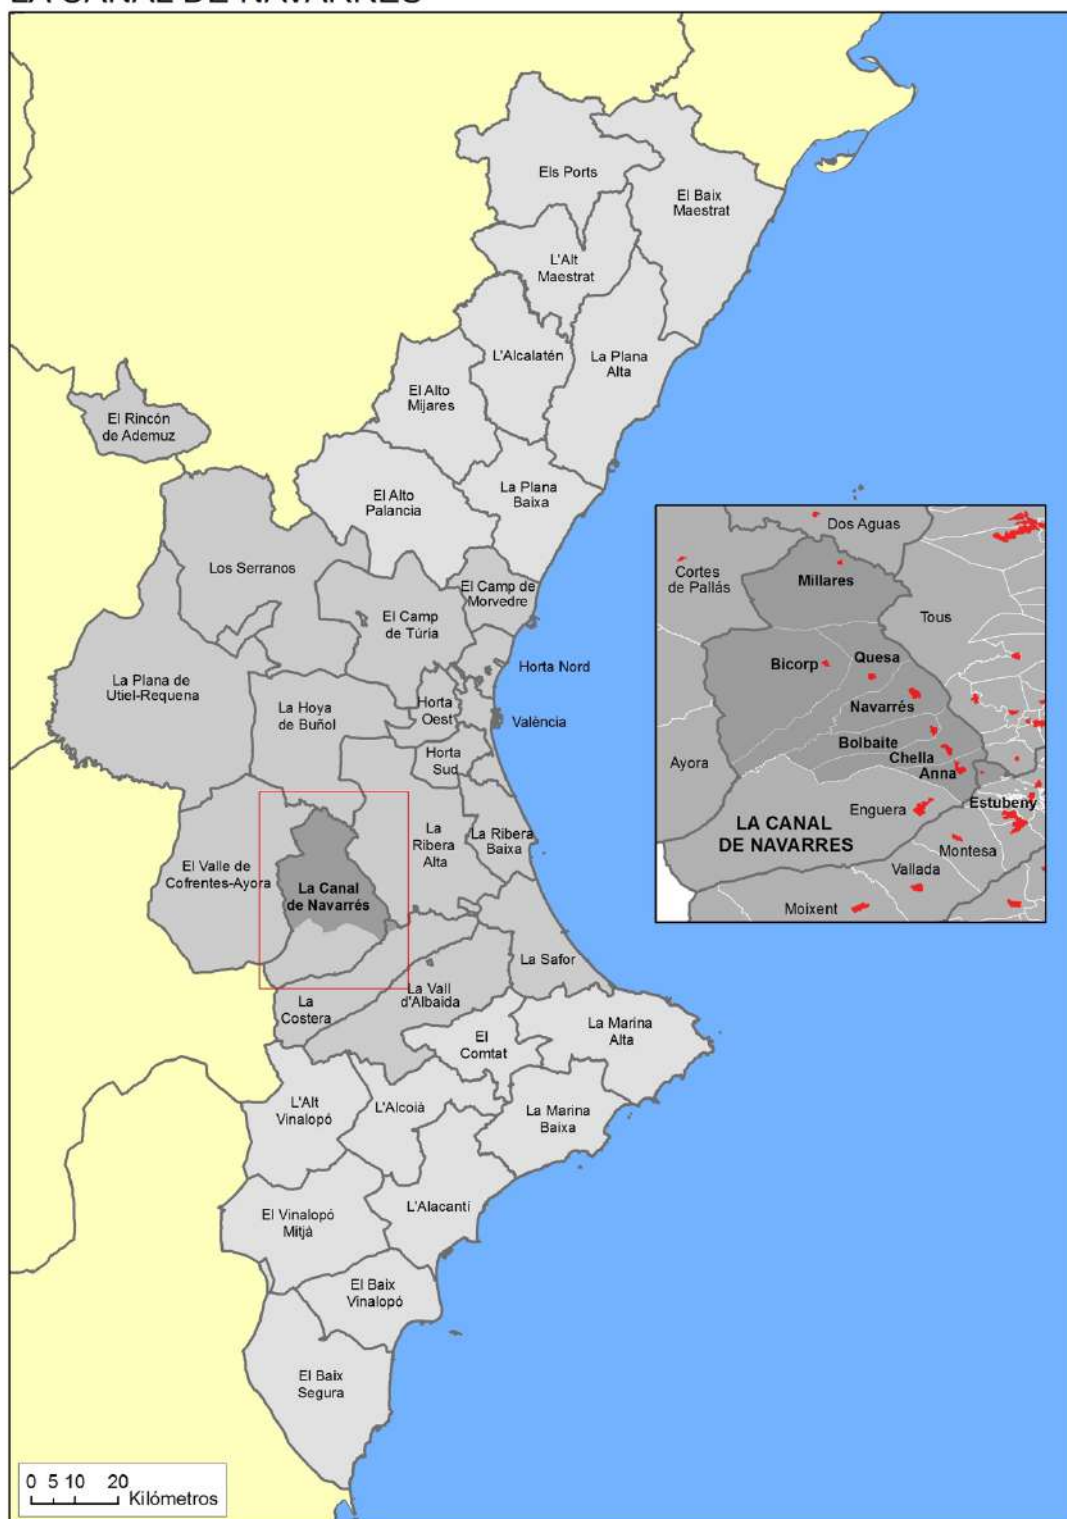 LA CANAL DE NAVARRÉS
Els Ports
El Baix
Maestrat
L'Alt
Maestrat
L'Alcalatén
La Plana
Alta
El Alto
Mijares
El Rincón
de Ademuz
La Plana
Baixa
El Alto
Palancia
Los Serranos
El Camp de
Morvedre
El Camp
de Túria
Horta Nord
La Plana de
Utiel-Requena
La Hoya
de Buñol
Horta
Oest
València
Horta
Sud
La
Ribera
Alta
La Ribera
Baixa
El Valle de
Cofrentes-Ayora
La Canal
de Navarrés
La Safor
La Vall
d'Albaida
La
Costera
La Marina
Alta
El
Comtat
L'Alt
Vinalopó
L'Alcoià
La Marina
Baixa
L'Alacantí
El Vinalopó
Mitjà
El Baix
Vinalopó
El Baix
Segura
Dos Aguas
Cortes
de Pallás
Millares
Tous
Bicorp
Quesa
Navarrés
Bolbaite
Chella
Ayora
Anna
Estubeny
Enguera
LA CANAL
DE NAVARRES
Montesa
Vallada
Moixent
0 5 10 20
Kilómetros